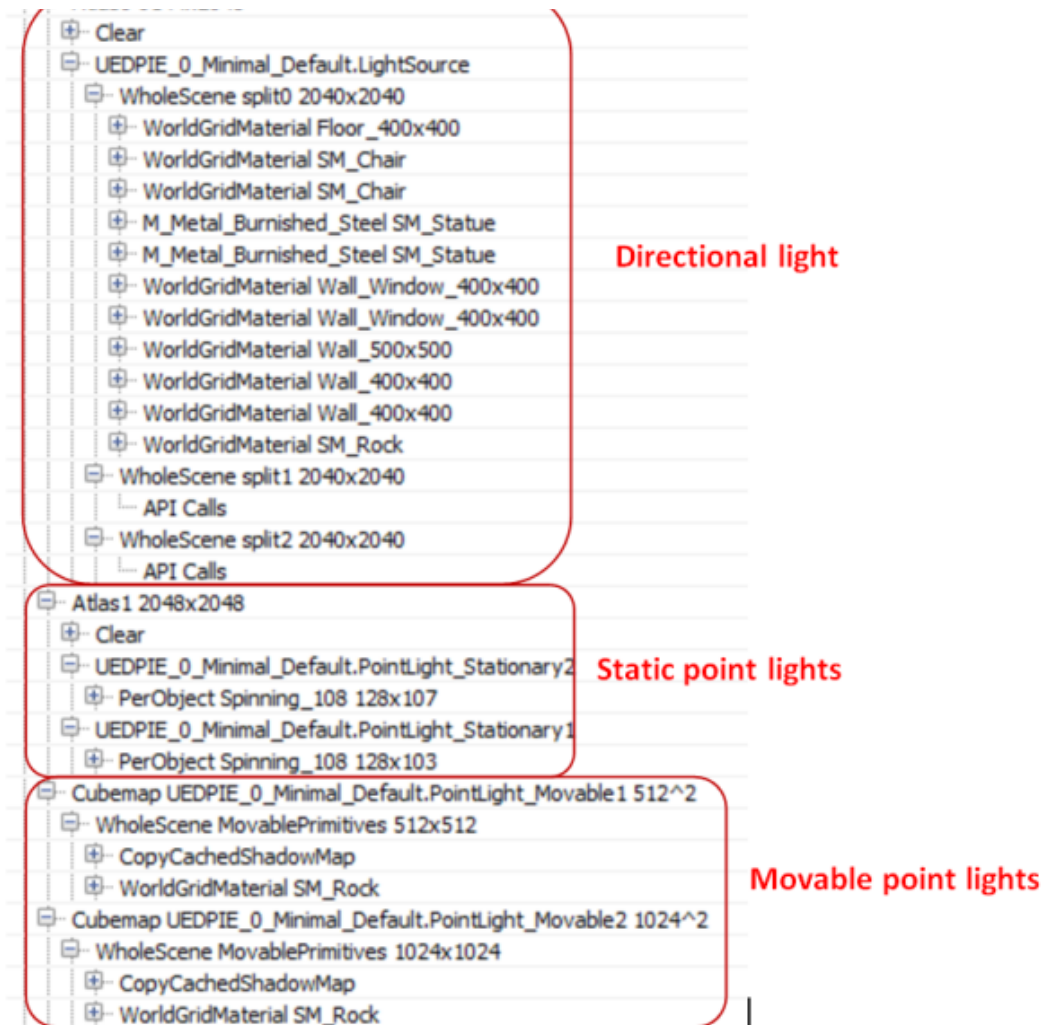 Clear
UEDPIE_0_Minimal_Default.LightSource
WholeScene split0 2040x2040
WorldGridMaterial Floor_400x400
WorldGridMaterial SM_Chair
WorldGridMaterial SM_Chair
M_Metal_Burnished_Steel SM_Statue
M_Metal_Burnished_Steel SM_Statue
Directional light
WorldGridMaterial Wall_Window_400x400
WorldGridMaterial Wall_Window_400x400
WorldGridMaterial Wall_500x500
WorldGridMaterial Wall_400x400
WorldGridMaterial Wall_400x400
WorldGridMaterial SM_Rock
WholeScene split1 2040x2040
API Calls
WholeScene split2 2040x2040
API Calls
Atlas1 2048x2048
Clear
UEDPIE_0_Minimal_Default.PointLight_Stationary2
Static point lights
PerObject Spinning_108 128x107
UEDPIE_0_Minimal_Default.PointLight_Stationary1
PerObject Spinning_108 128x103
Cubemap UEDPIE_0_Minimal_Default.PointLight_Movable1 512^2
WholeScene MovablePrimitives 512x512
CopyCachedShadowMap
WorldGridMaterial SM_Rock
Movable point lights
Cubemap UEDPIE_0_Minimal_Default.PointLight_Movable2 1024^2
WholeScene MovablePrimitives 1024x1024
CopyCachedShadowMap
WorldGridMaterial SM_Rock